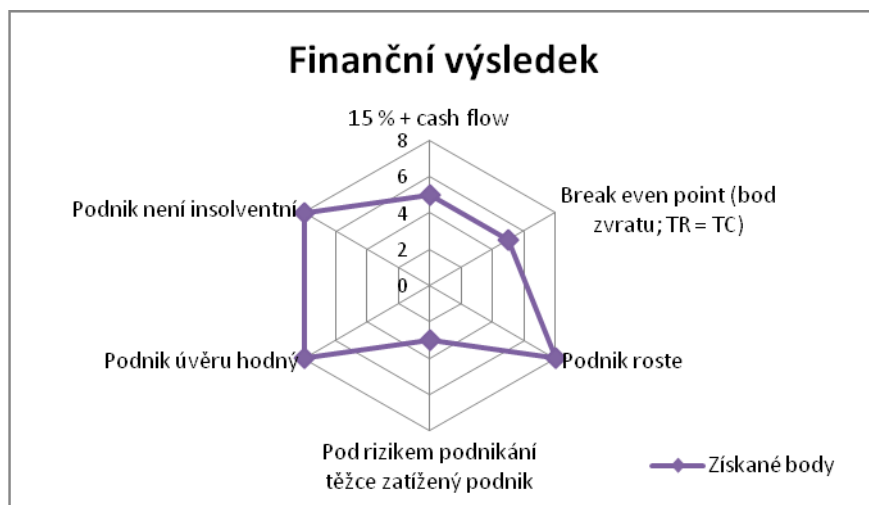 Finanční výsledek
15 % + cash flow
8
6
4
2
0
Break even point (bod
zvratu; TR = TC)
Podnik není insolventní
Podnik úvěru hodný
Podnik roste
Pod rizikem podnikání
těžce zatížený podnik
Získané body